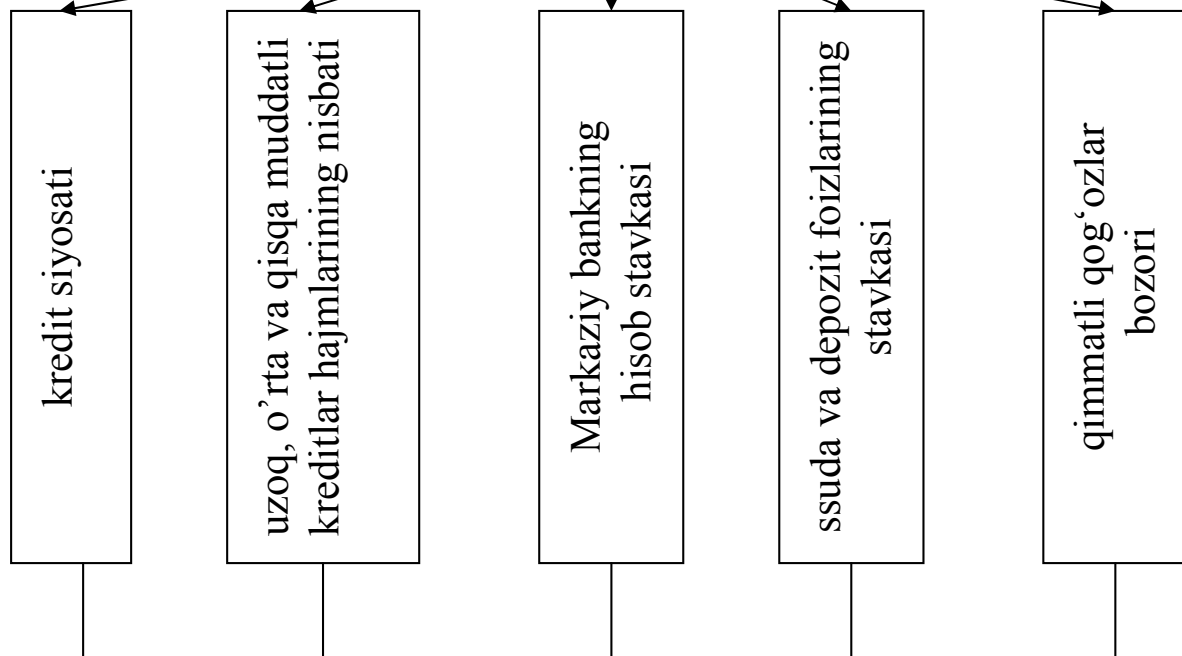 kredit siyosati
uzoq, o’rta va qisqa muddatli
kreditlar hajmlarining nisbati
Markaziy bankning
hisob stavkasi
ssuda va depozit foizlarining
stavkasi
qimmatli qog‘ozlar
bozori